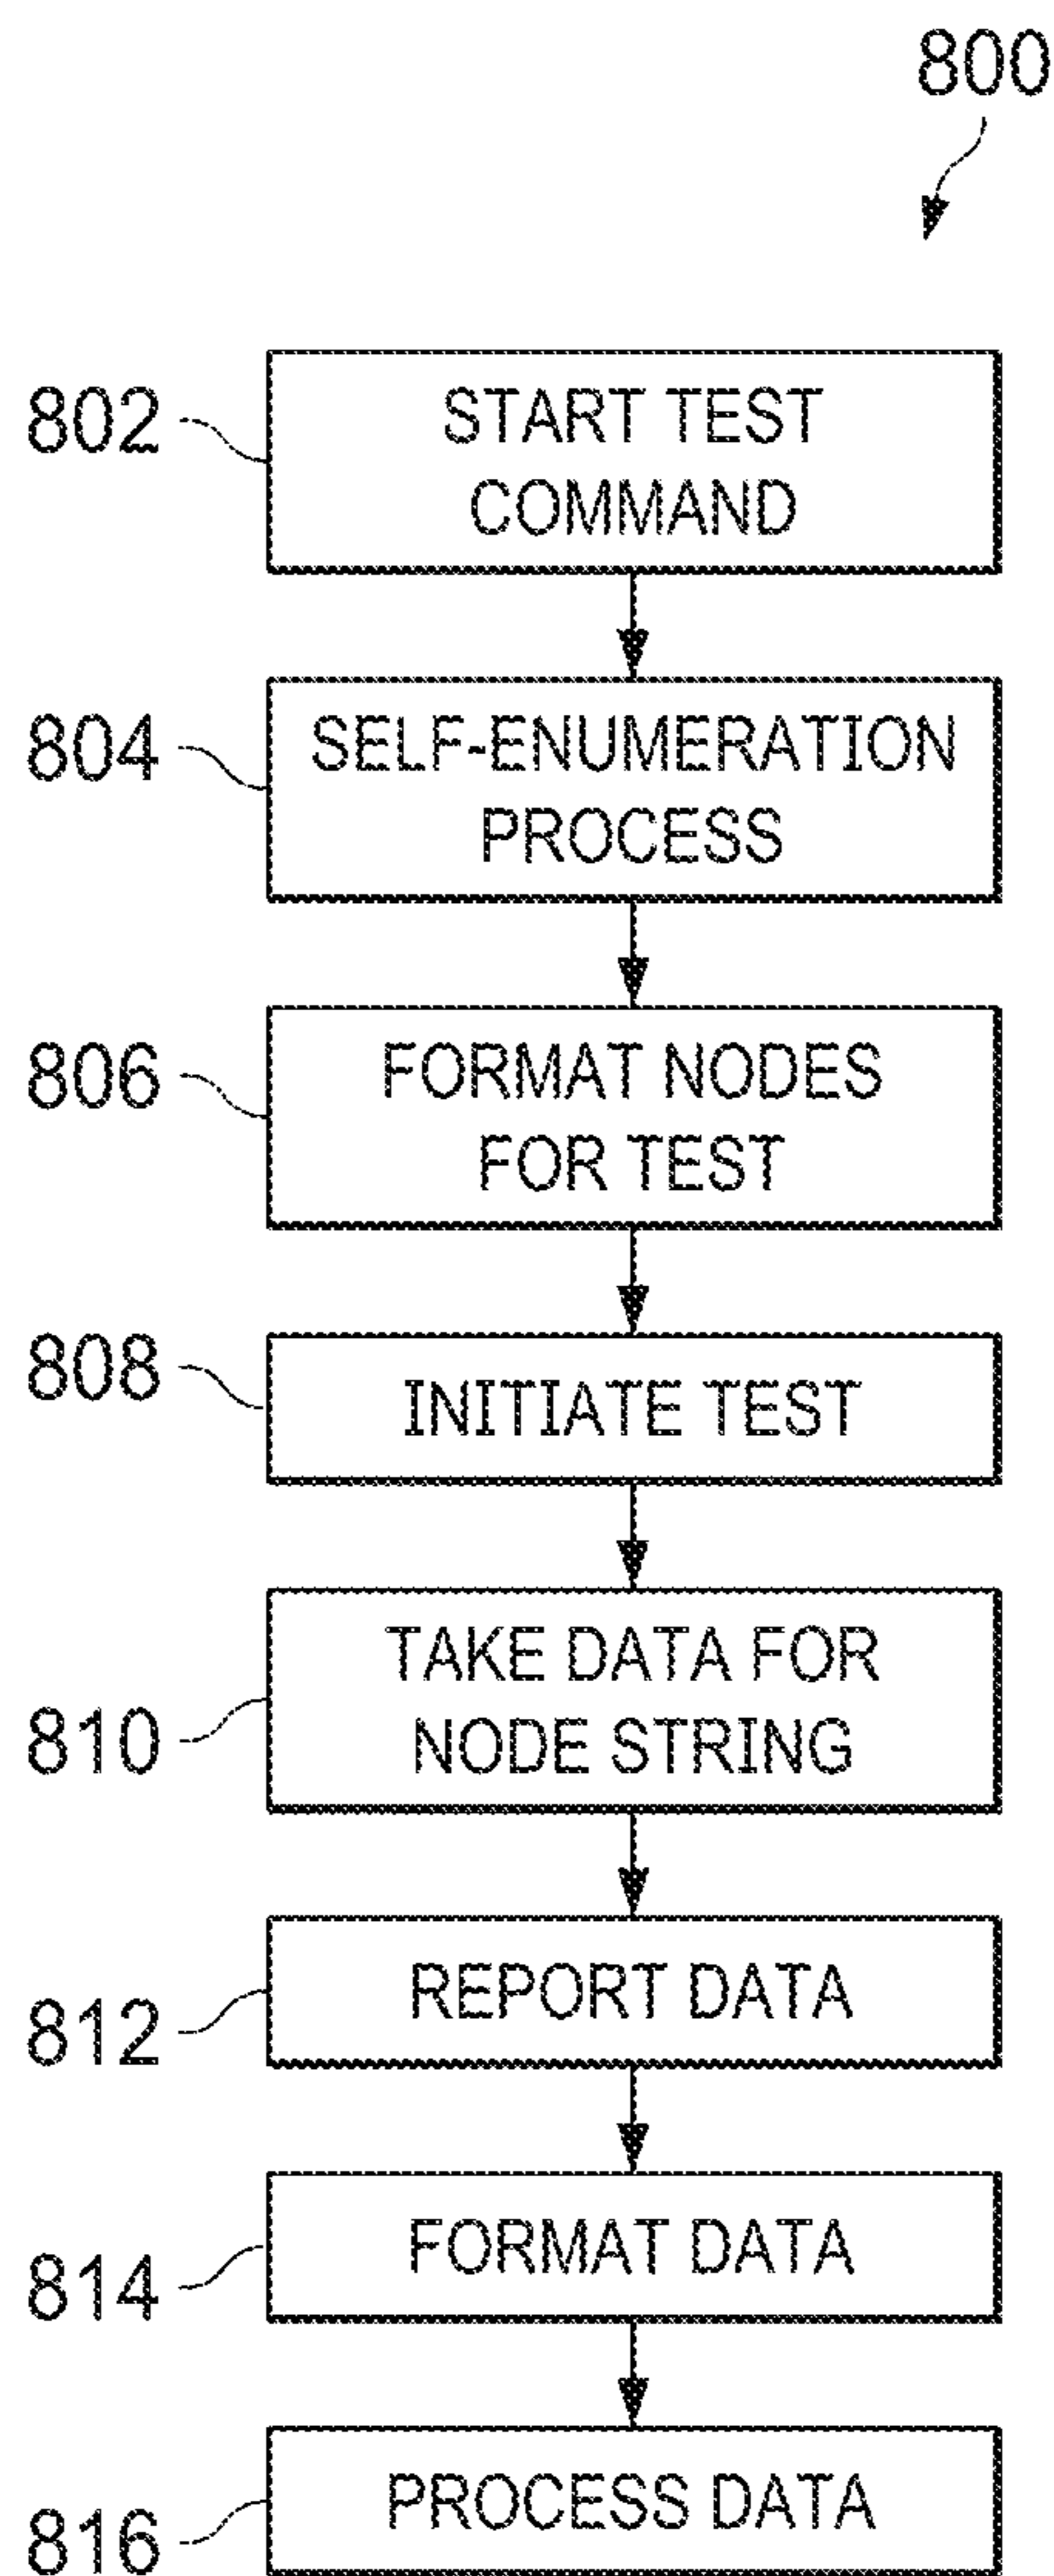 800
802
START TEST
COMMAND
804
SELF-ENUMERATION
PROCESS
806
FORMAT NODES
FOR TEST
808
INITIATE TEST
810
TAKE DATA FOR
NODE STRING
812
REPORT DATA
814
FORMAT DATA
816
PROCESS DATA